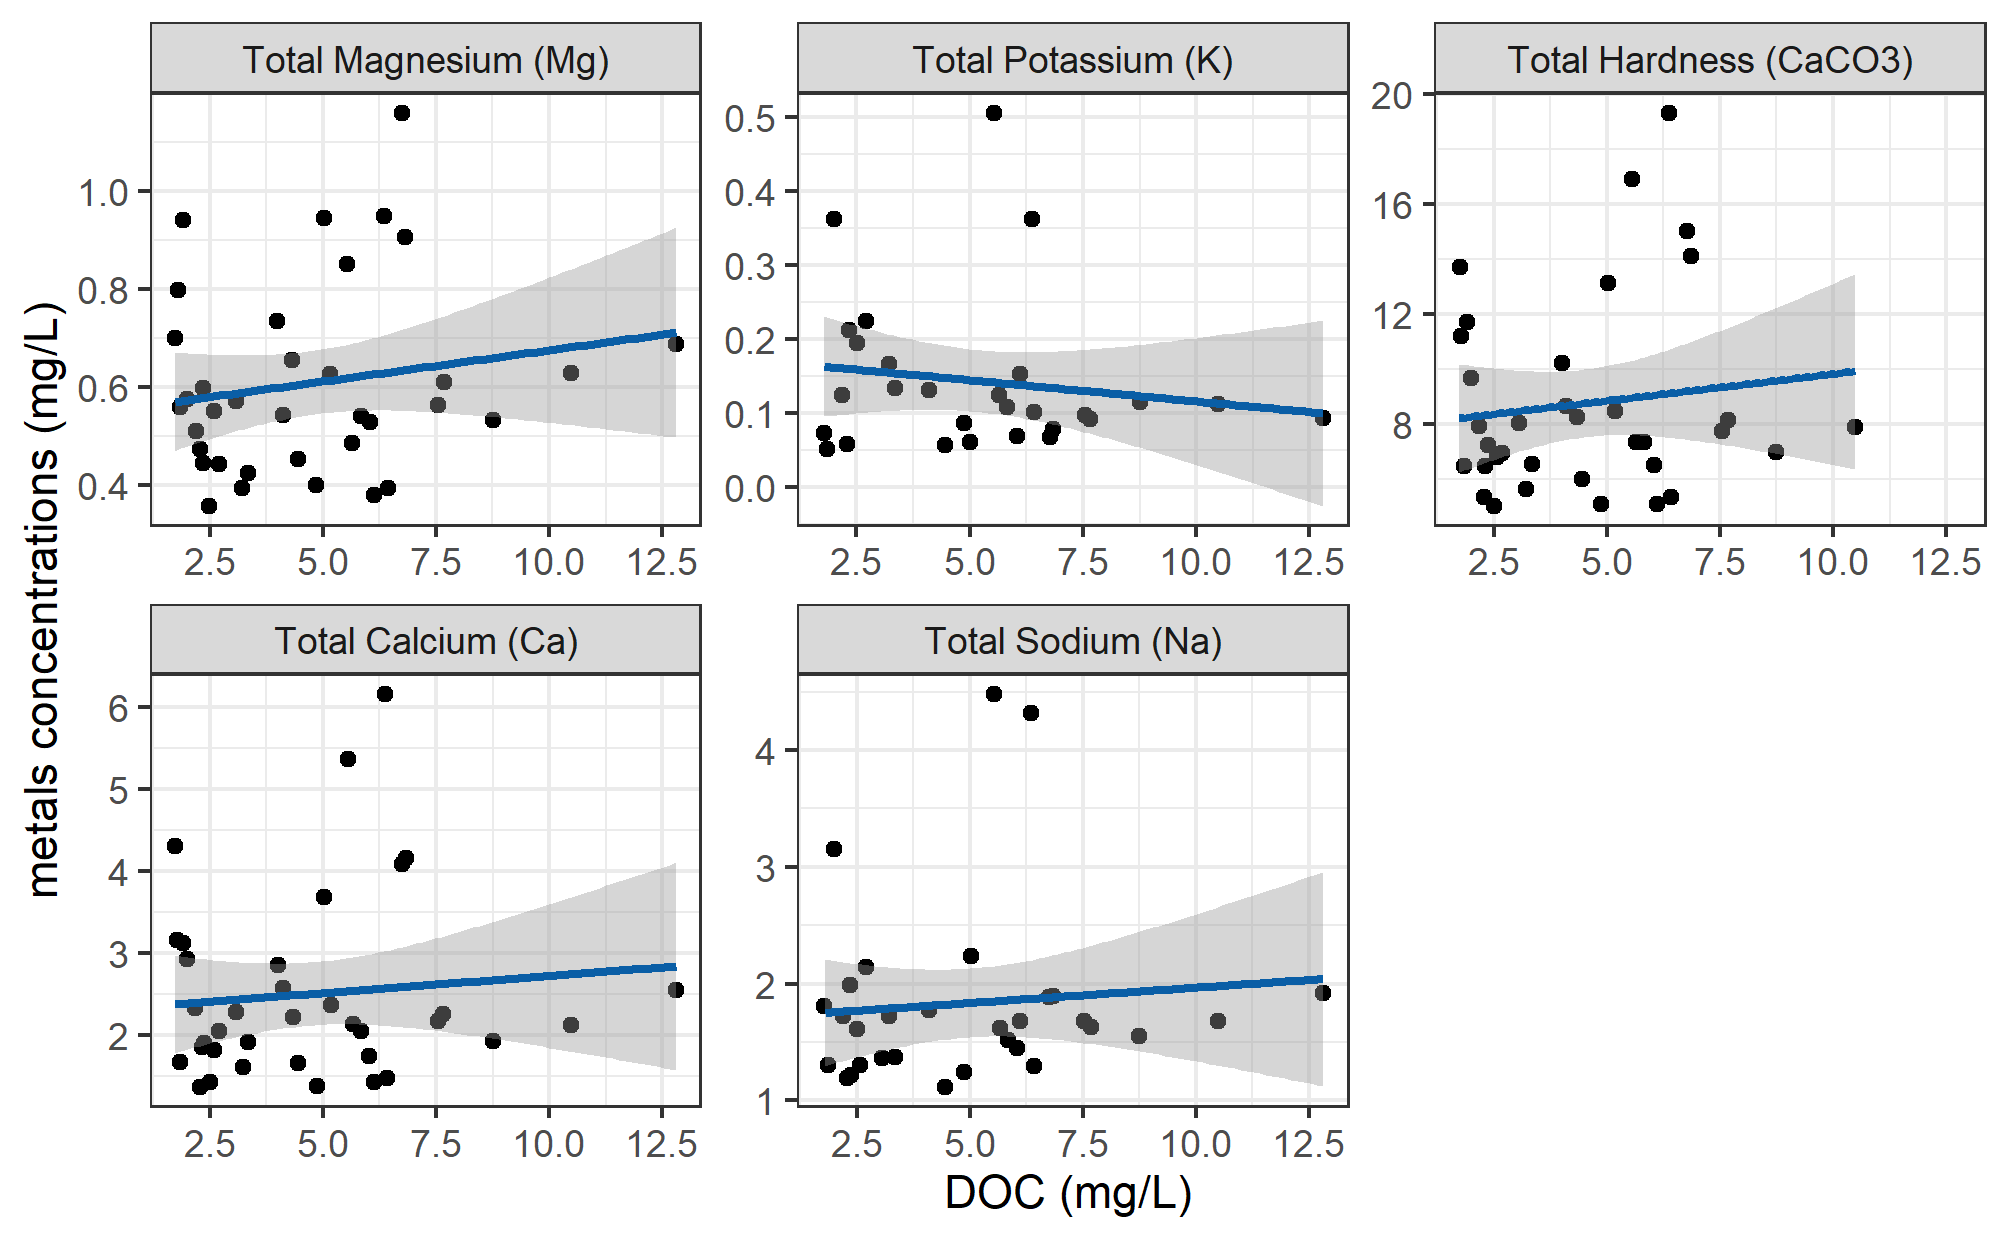 Total Magnesium (Mg)
Total Potassium (K)
Total Hardness (CaCO3)
metals concentrations (mg/L)
1.0
0.8
0.6
0.4
2.5 5.0 7.5 10.0 12.5
0.5
0.4
0.3
0.2
0.1
0.0
2.5 5.0 7.5 10.0 12.5
20
16
12
8
2.5 5.0 7.5 10.0 12.5
Total Calcium (Ca)
Total Sodium (Na)
6
5
4
3
2
2.5 5.0 7.5 10.0 12.5
4
3
2
1
2.5 5.0 7.5 10.0 12.5
DOC (mg/L)